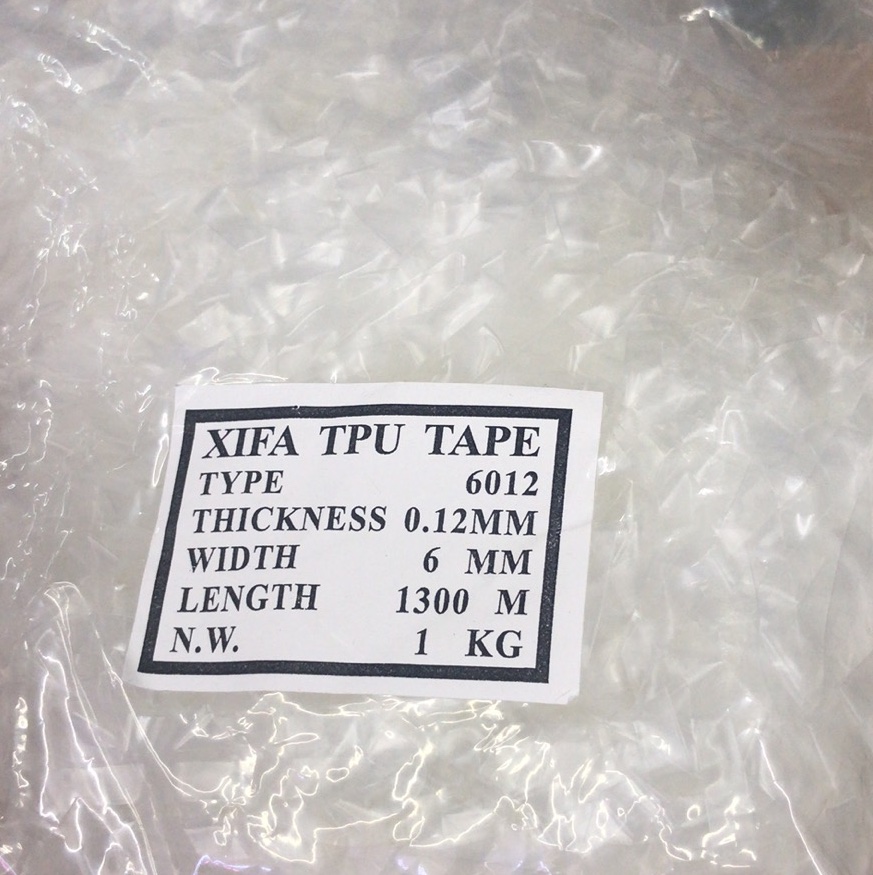 XIFA TPU TAPE
TYPE 6012
THICKNESS 0.12MM
WIDTH 6 MM
LENGTH 1300 M
N.W. 1 KG